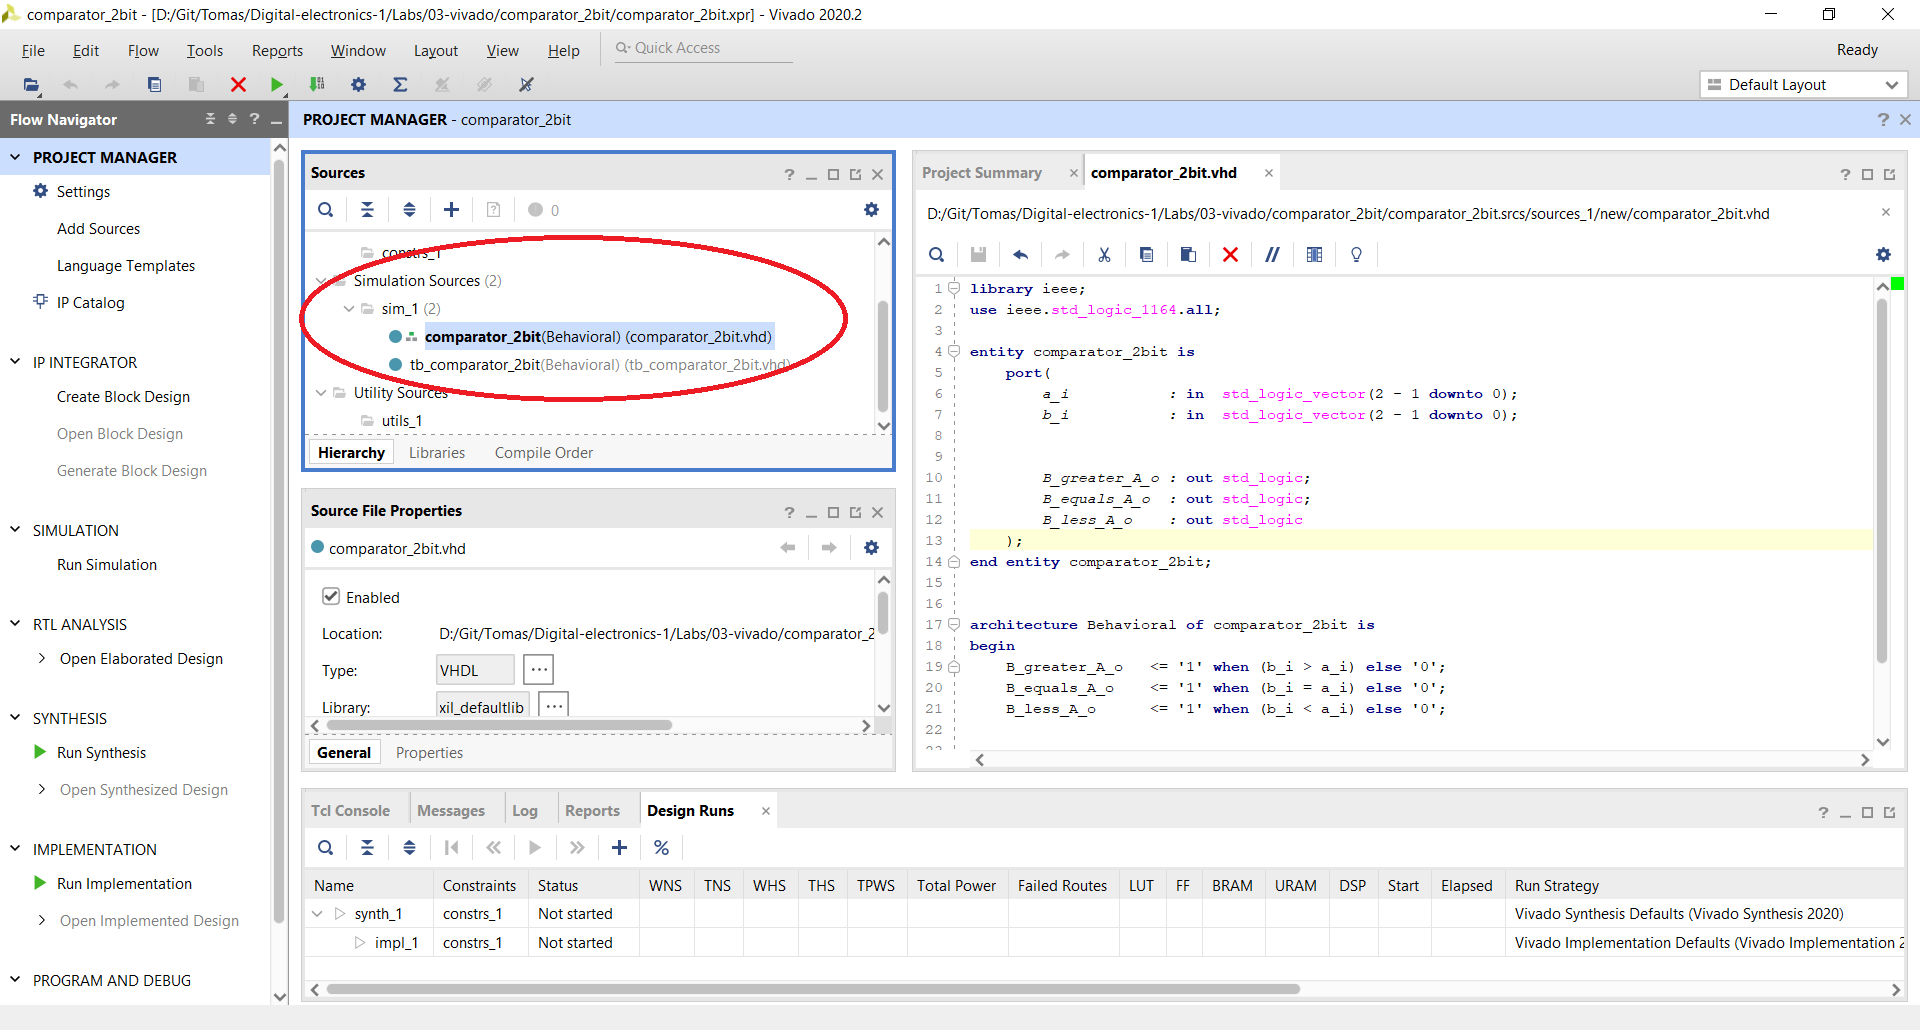 comparator_2bit - [D:/Git/Tomas/Digital-electronics-1/Labs/03-vivado/comparator_2bit/comparator_2bit.xpr] - Vivado 2020.2
File Edit Flow Tools Reports Window Layout View Help Quick Access Ready
Default Layout
Flow Navigator
PROJECT MANAGER
Settings
Add Sources
Language Templates
IP Catalog
IP INTEGRATOR
Create Block Design
Open Block Design
Generate Block Design
SIMULATION
Run Simulation
RTL ANALYSIS
Open Elaborated Design
SYNTHESIS
Run Synthesis
Open Synthesized Design
IMPLEMENTATION
Run Implementation
Open Implemented Design
PROGRAM AND DEBUG
PROJECT MANAGER - comparator_2bit
Sources
0
constrs_1
Simulation Sources (2)
sim_1 (2)
comparator_2bit(Behavioral) (comparator_2bit.vhd)
tb_comparator_2bit(Behavioral) (tb_comparator_2bit.vhd)
Utility Sources
utils_1
Hierarchy Libraries Compile Order
Source File Properties
comparator_2bit.vhd
Enabled
Location: D:/Git/Tomas/Digital-electronics-1/Labs/03-vivado/comparator_2
Type: VHDL ...
Library: xil_defaultlib ...
General Properties
Project Summary comparator_2bit.vhd
D:/Git/Tomas/Digital-electronics-1/Labs/03-vivado/comparator_2bit/comparator_2bit.srcs/sources_1/new/comparator_2bit.vhd
1 library ieee;
2 use ieee.std_logic_1164.all;
3
4 entity comparator_2bit is
5 port(
6 a_i : in std_logic_vector(2 - 1 downto 0);
7 b_i : in std_logic_vector(2 - 1 downto 0);
8
9
10 B_greater_A_o : out std_logic;
11 B_equals_A_o : out std_logic;
12 B_less_A_o : out std_logic
13 );
14 end entity comparator_2bit;
15
16
17 architecture Behavioral of comparator_2bit is
18 begin
19 B_greater_A_o <= '1' when (b_i > a_i) else '0';
20 B_equals_A_o <= '1' when (b_i = a_i) else '0';
21 B_less_A_o <= '1' when (b_i < a_i) else '0';
22
Tcl Console Messages Log Reports Design Runs
Name Constraints Status WNS TNS WHS THS TPWS Total Power Failed Routes LUT FF BRAM URAM DSP Start Elapsed Run Strategy
synth_1 constrs_1 Not started Vivado Synthesis Defaults (Vivado Synthesis 2020)
impl_1 constrs_1 Not started Vivado Implementation Defaults (Vivado Implementation 2